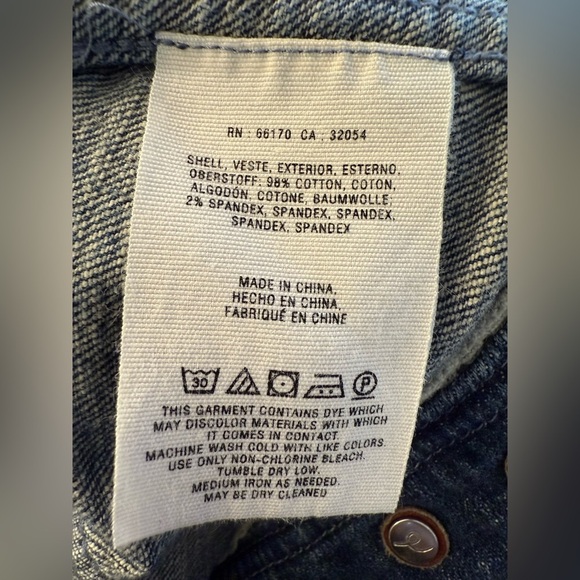 RN : 66170 CA : 32054
SHELL, VESTE, EXTERIOR, ESTERNO,
OBERSTOFF: 98% COTTON, COTON,
ALGODÓN, COTONE, BAUMWOLLE;
2% SPANDEX, SPANDEX, SPANDEX,
SPANDEX, SPANDEX
MADE IN CHINA,
HECHO EN CHINA,
FABRIQUÉ EN CHINE
30 P
THIS GARMENT CONTAINS DYE WHICH
MAY DISCOLOR MATERIALS WITH WHICH
IT COMES IN CONTACT.
MACHINE WASH COLD WITH LIKE COLORS.
USE ONLY NON-CHLORINE BLEACH.
TUMBLE DRY LOW.
MEDIUM IRON AS NEEDED.
MAY BE DRY CLEANED